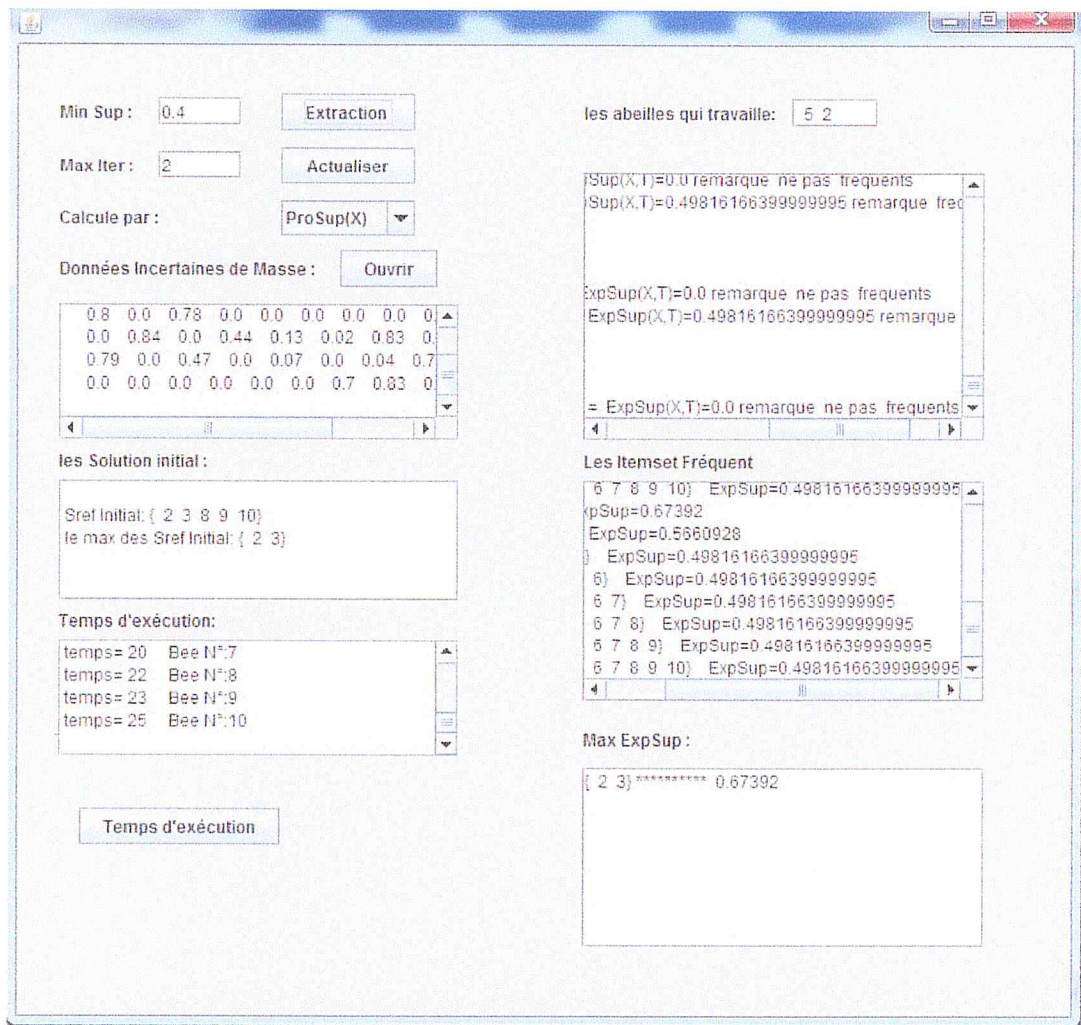 Min Sup : 0.4 Extraction
Max Iter : 2 Actualiser
Calcule par : ProSup(X)
Données Incertaines de Masse : Ouvrir
0.8 0.0 0.78 0.0 0.0 0.0 0.0 0.0 0.
0.0 0.84 0.0 0.44 0.13 0.02 0.83 0.
0.79 0.0 0.47 0.0 0.07 0.0 0.04 0.7
0.0 0.0 0.0 0.0 0.0 0.0 0.7 0.83 0.
les Solution initial :
Sref Initial: { 2 3 8 9 10}
le max des Sref Initial: { 2 3}
Temps d'exécution:
temps= 20 Bee N°:7
temps= 22 Bee N°:8
temps= 23 Bee N°:9
temps= 25 Bee N°:10
Temps d'exécution
les abeilles qui travaille: 5 2
Sup(X,T)=0.0 remarque ne pas frequents
Sup(X,T)=0.49816166399999995 remarque freq
ExpSup(X,T)=0.0 remarque ne pas frequents
ExpSup(X,T)=0.49816166399999995 remarque
= ExpSup(X,T)=0.0 remarque ne pas frequents
Les Itemset Fréquent
6 7 8 9 10} ExpSup=0.49816166399999995
pSup=0.67392
ExpSup=0.5660928
} ExpSup=0.49816166399999995
6} ExpSup=0.49816166399999995
6 7} ExpSup=0.49816166399999995
6 7 8} ExpSup=0.49816166399999995
6 7 8 9} ExpSup=0.49816166399999995
6 7 8 9 10} ExpSup=0.49816166399999995
Max ExpSup :
{ 2 3} ********** 0.67392